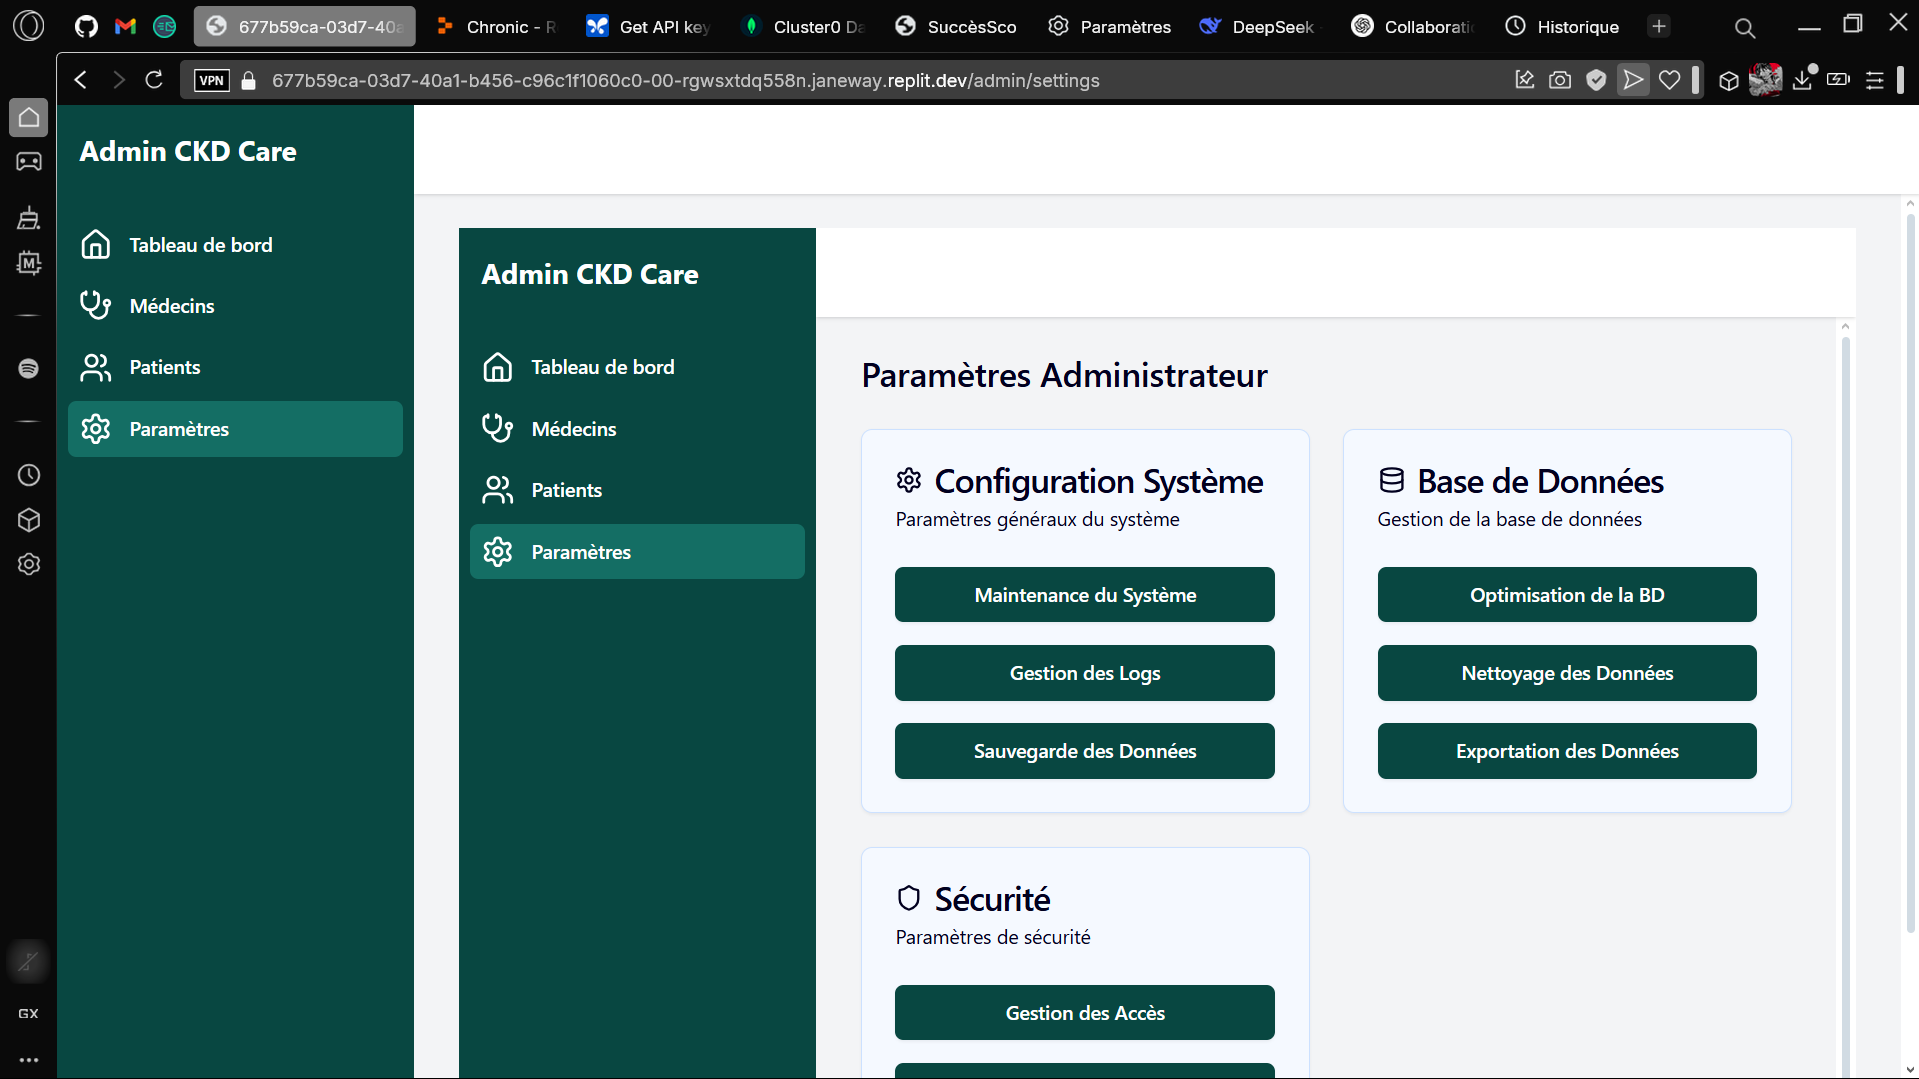 677b59ca-03d7-40a
Chronic - R
Get API key
Cluster0 Da
SuccèsSco
Paramètres
DeepSeek
Collaborati
Historique
VPN
677b59ca-03d7-40a1-b456-c96c1f1060c0-00-rgwsxtdq558n.janeway.replit.dev/admin/settings
Admin CKD Care
Tableau de bord
Médecins
Patients
Paramètres
GX
Admin CKD Care
Tableau de bord
Médecins
Patients
Paramètres
Paramètres Administrateur
Configuration Système
Paramètres généraux du système
Maintenance du Système
Gestion des Logs
Sauvegarde des Données
Base de Données
Gestion de la base de données
Optimisation de la BD
Nettoyage des Données
Exportation des Données
Sécurité
Paramètres de sécurité
Gestion des Accès